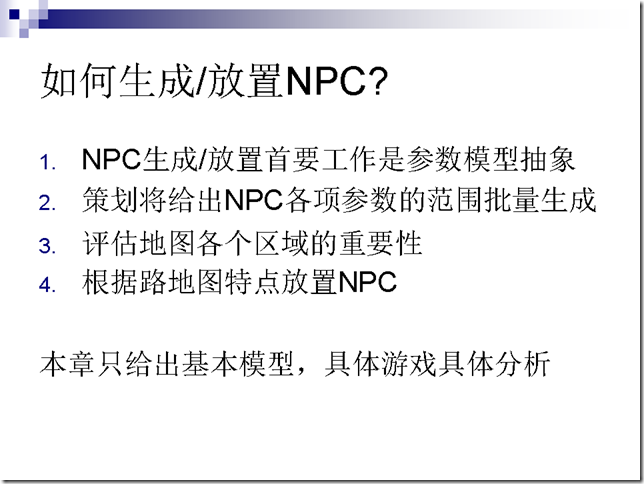 如何生成/放置NPC?
1. NPC生成/放置首要工作是参数模型抽象
2. 策划将给出NPC各项参数的范围批量生成
3. 评估地图各个区域的重要性
4. 根据路地图特点放置NPC
本章只给出基本模型，具体游戏具体分析